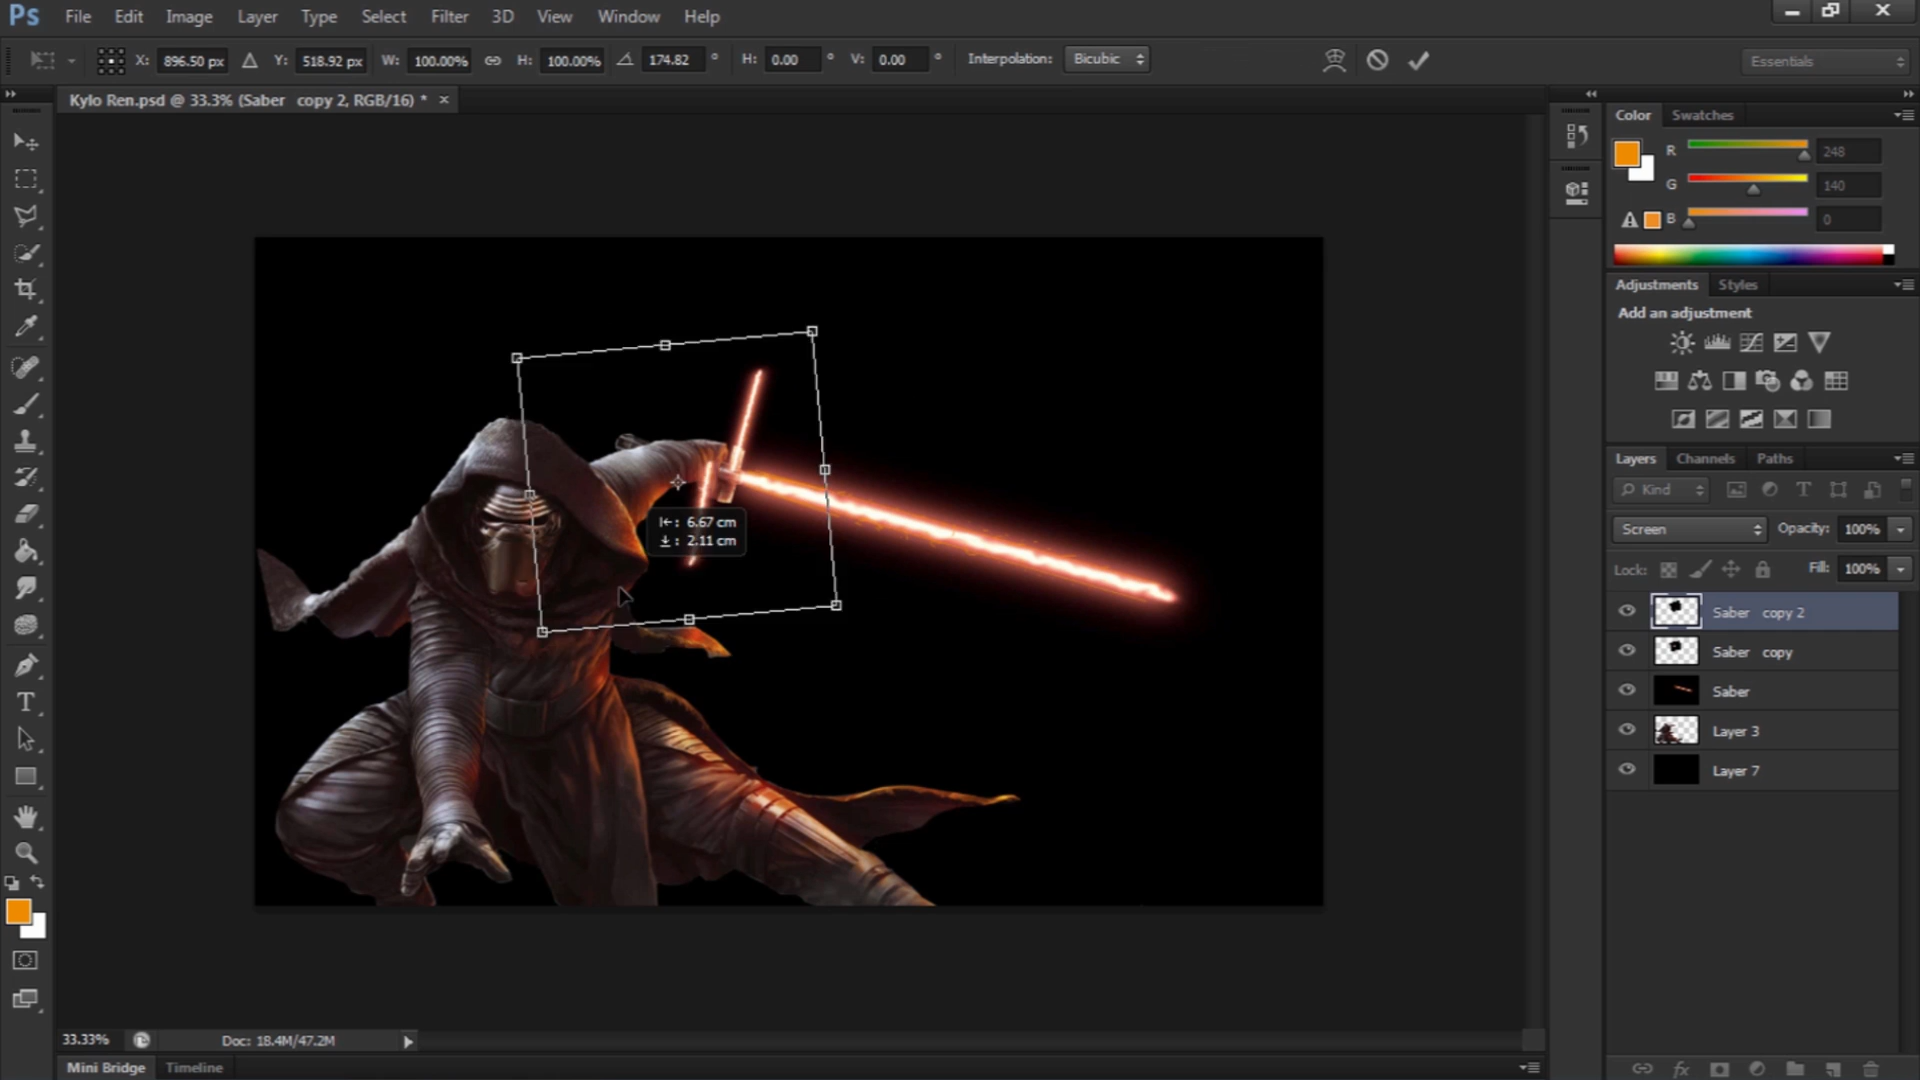 Ps File Edit Image Layer Type Select Filter 3D View Window Help
X: 896.50 px Δ Y: 518.92 px W: 100.00% H: 100.00% 174.82 ° H: 0.00 ° V: 0.00 ° Interpolation: Bicubic Essentials
Kylo Ren.psd @ 33.3% (Saber copy 2, RGB/16) * ×
Color Swatches
R 248
G 140
B 0
Adjustments Styles
Add an adjustment
Layers Channels Paths
Kind
Screen Opacity: 100%
Lock: Fill: 100%
Saber copy 2
Saber copy
Saber
Layer 3
Layer 7
6.67 cm
2.11 cm
T
33.33% Doc: 18.4M/47.2M
Mini Bridge Timeline
fx